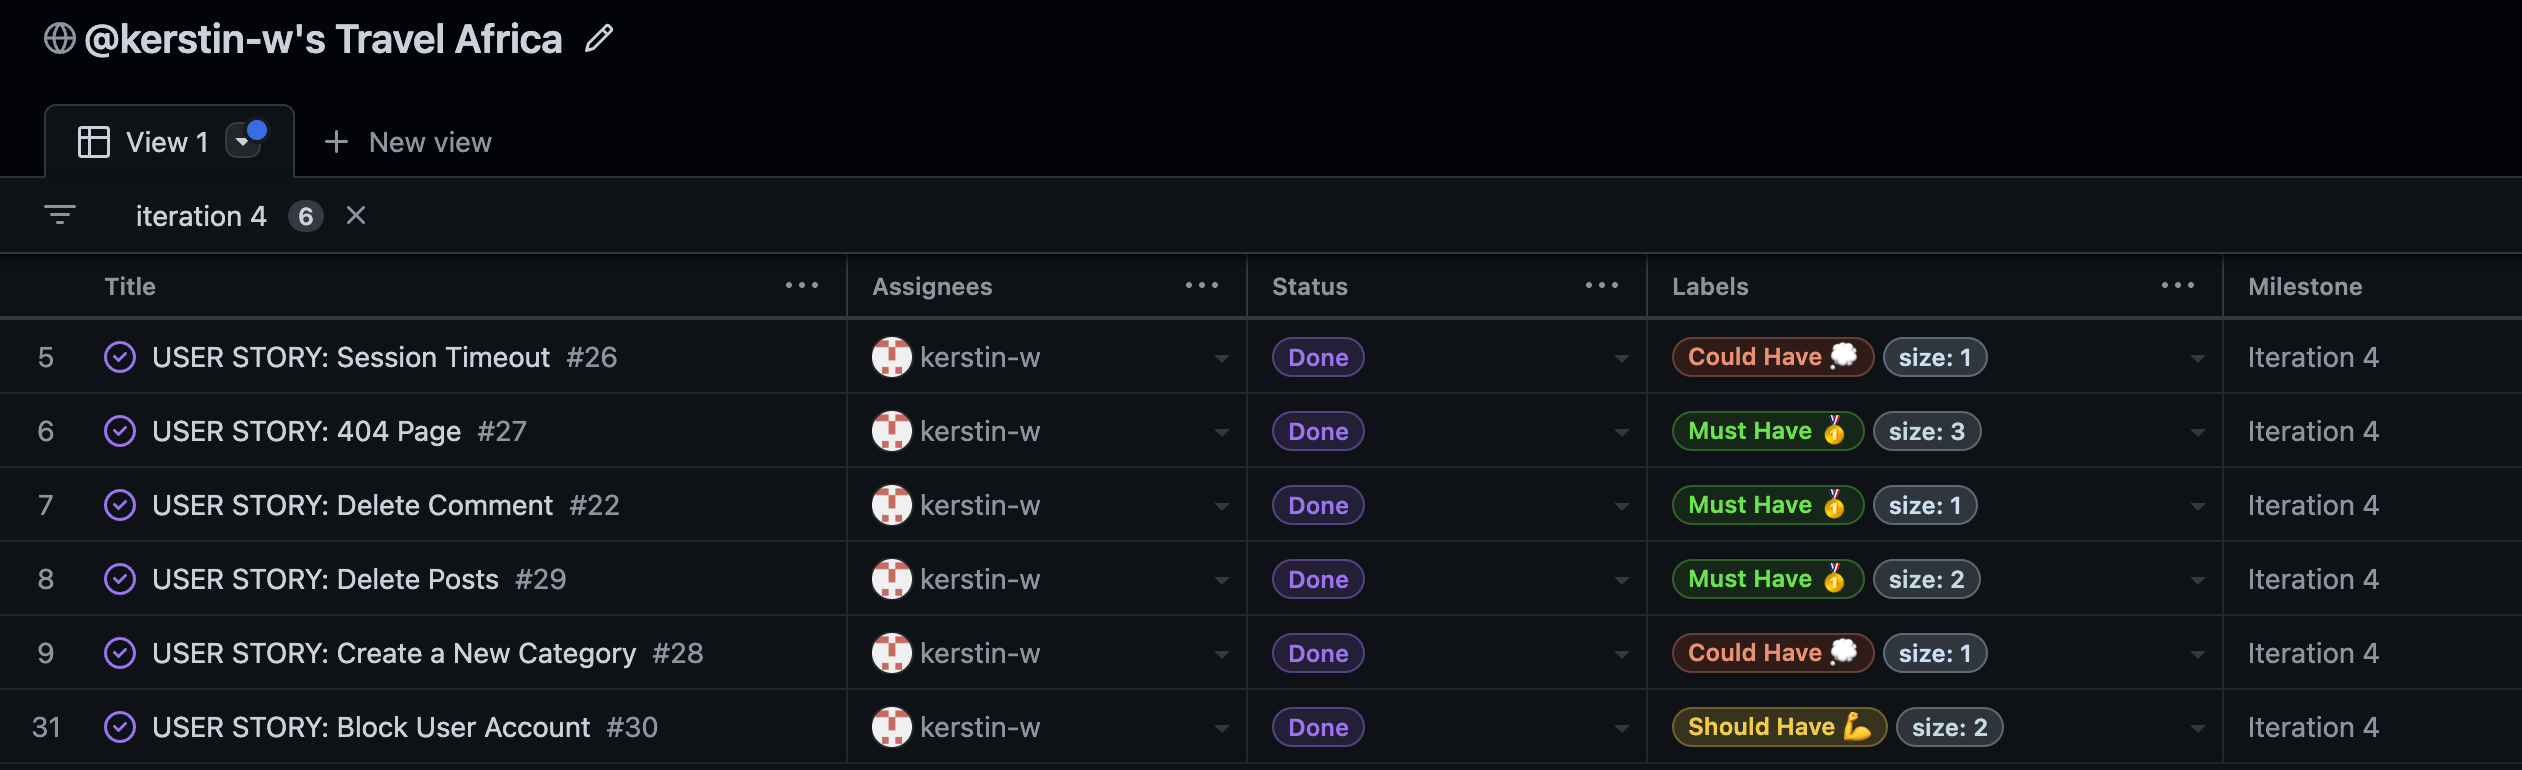 @kerstin-w's Travel Africa
View 1 New view
iteration 4 6
Title Assignees Status Labels Milestone
5 USER STORY: Session Timeout #26 kerstin-w Done Could Have 💭 size: 1 Iteration 4
6 USER STORY: 404 Page #27 kerstin-w Done Must Have 🥇 size: 3 Iteration 4
7 USER STORY: Delete Comment #22 kerstin-w Done Must Have 🥇 size: 1 Iteration 4
8 USER STORY: Delete Posts #29 kerstin-w Done Must Have 🥇 size: 2 Iteration 4
9 USER STORY: Create a New Category #28 kerstin-w Done Could Have 💭 size: 1 Iteration 4
31 USER STORY: Block User Account #30 kerstin-w Done Should Have 💪 size: 2 Iteration 4